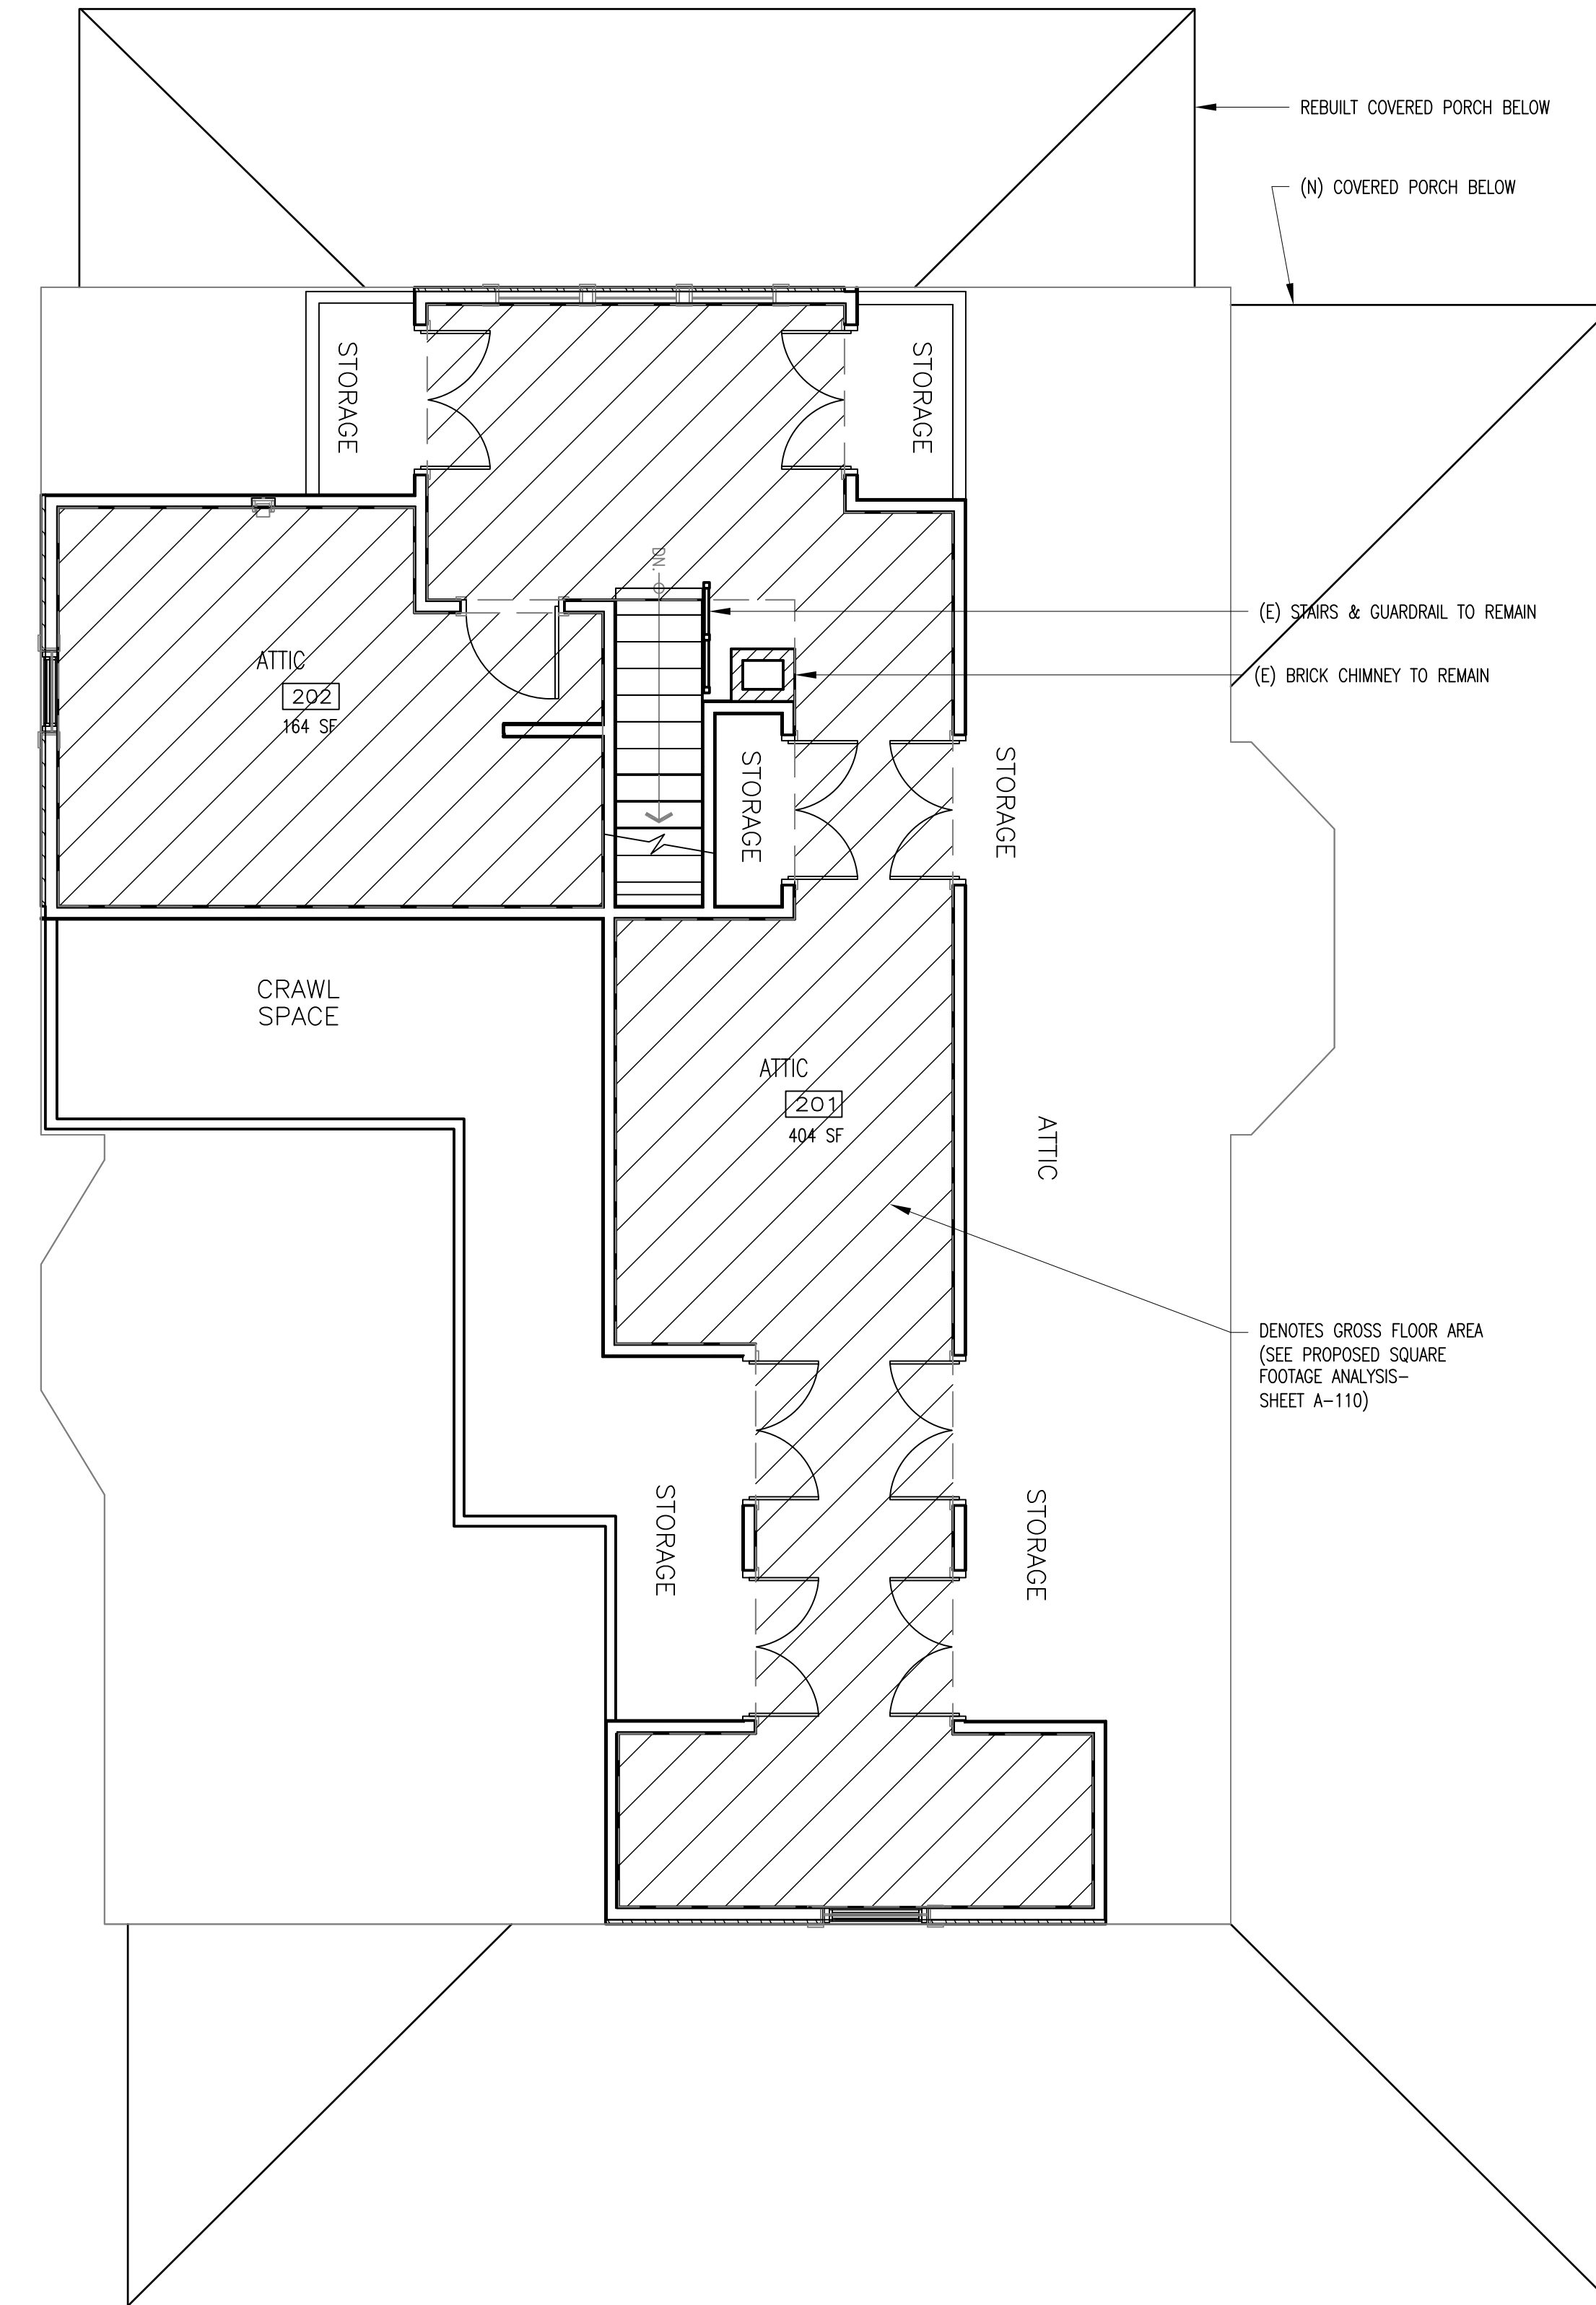 REBUILT COVERED PORCH BELOW
(N) COVERED PORCH BELOW
STORAGE
STORAGE
DN.
(E) STAIRS & GUARDRAIL TO REMAIN
ATTIC
202
164 SF
(E) BRICK CHIMNEY TO REMAIN
STORAGE
STORAGE
CRAWL
SPACE
ATTIC
201
404 SF
ATTIC
DENOTES GROSS FLOOR AREA
(SEE PROPOSED SQUARE
FOOTAGE ANALYSIS-
SHEET A-110)
STORAGE
STORAGE